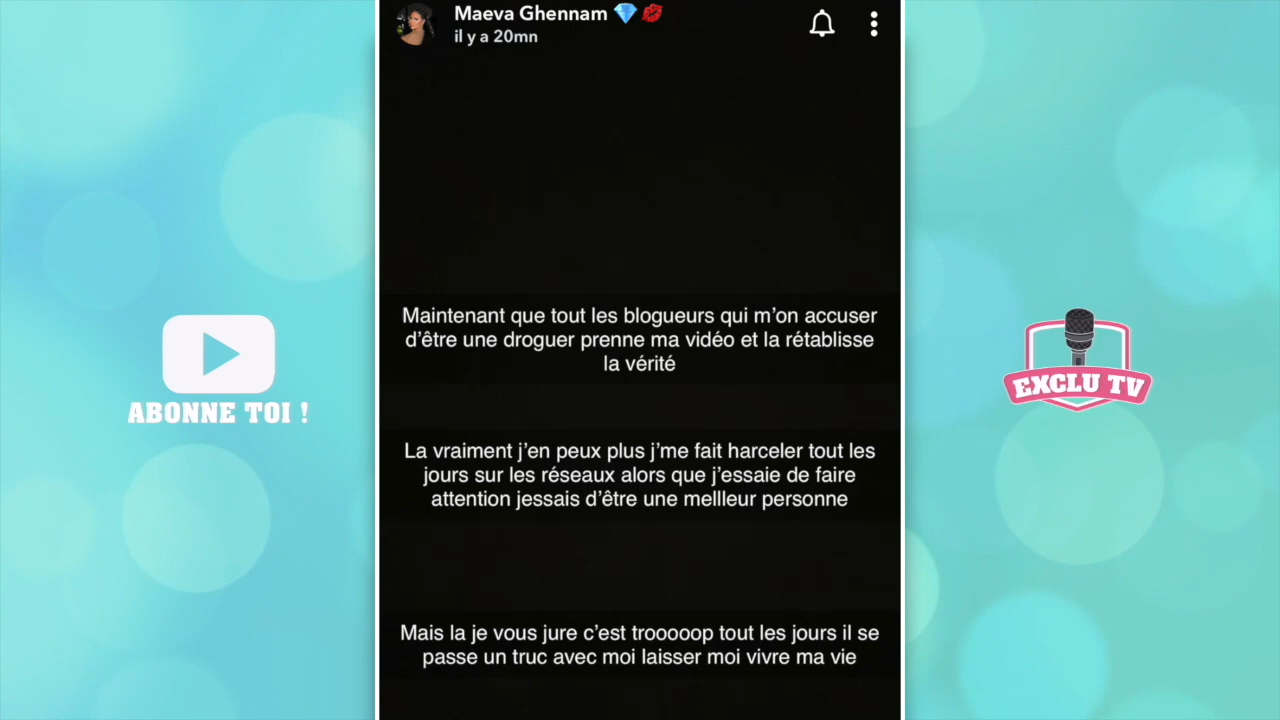 Maeva Ghennam 💎💋
il y a 20mn
Maintenant que tout les blogueurs qui m'on accuser
d'être une droguer prenne ma vidéo et la rétablisse
la vérité
La vraiment j'en peux plus j'me fait harceler tout les
jours sur les réseaux alors que j'essaie de faire
attention jessais d'être une mellleur personne
Mais la je vous jure c'est trooooop tout les jours il se
passe un truc avec moi laisser moi vivre ma vie
ABONNE TOI !
EXCLU TV